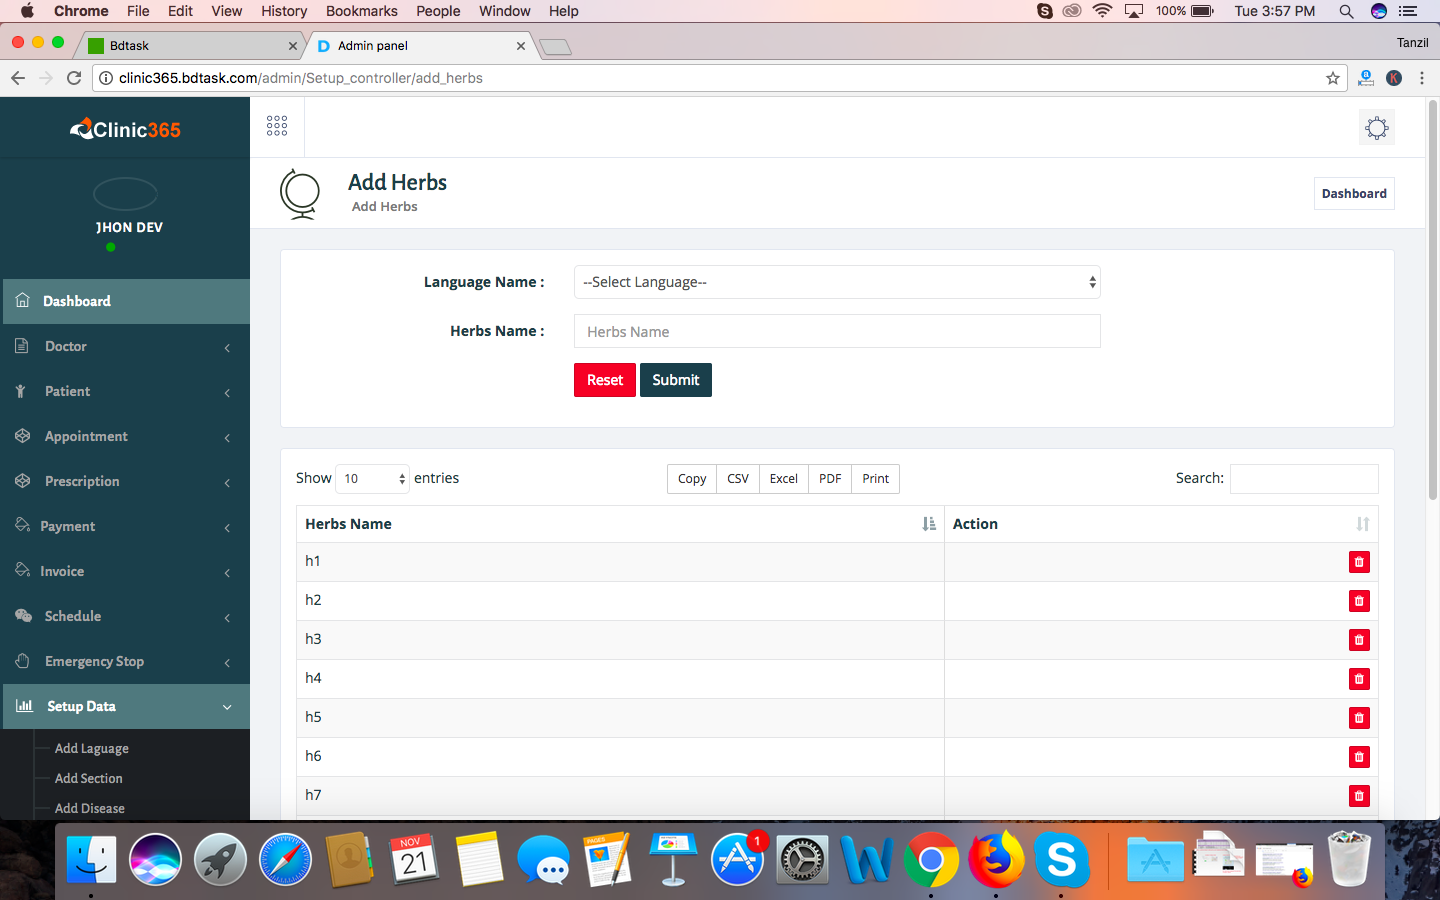 Chrome File Edit View History Bookmarks People Window Help 100% Tue 3:57 PM
Bdtask
Admin panel
Tanzil
clinic365.bdtask.com/admin/Setup_controller/add_herbs
Clinic365
JHON DEV
Dashboard
Doctor
Patient
Appointment
Prescription
Payment
Invoice
Schedule
Emergency Stop
Setup Data
Add Laguage
Add Section
Add Disease
Add Herbs
Add Herbs
Dashboard
Language Name :
--Select Language--
Herbs Name :
Herbs Name
Reset Submit
Show 10 entries
Copy CSV Excel PDF Print
Search:
Herbs Name Action
h1
h2
h3
h4
h5
h6
h7
NOV
21
PAGES
1